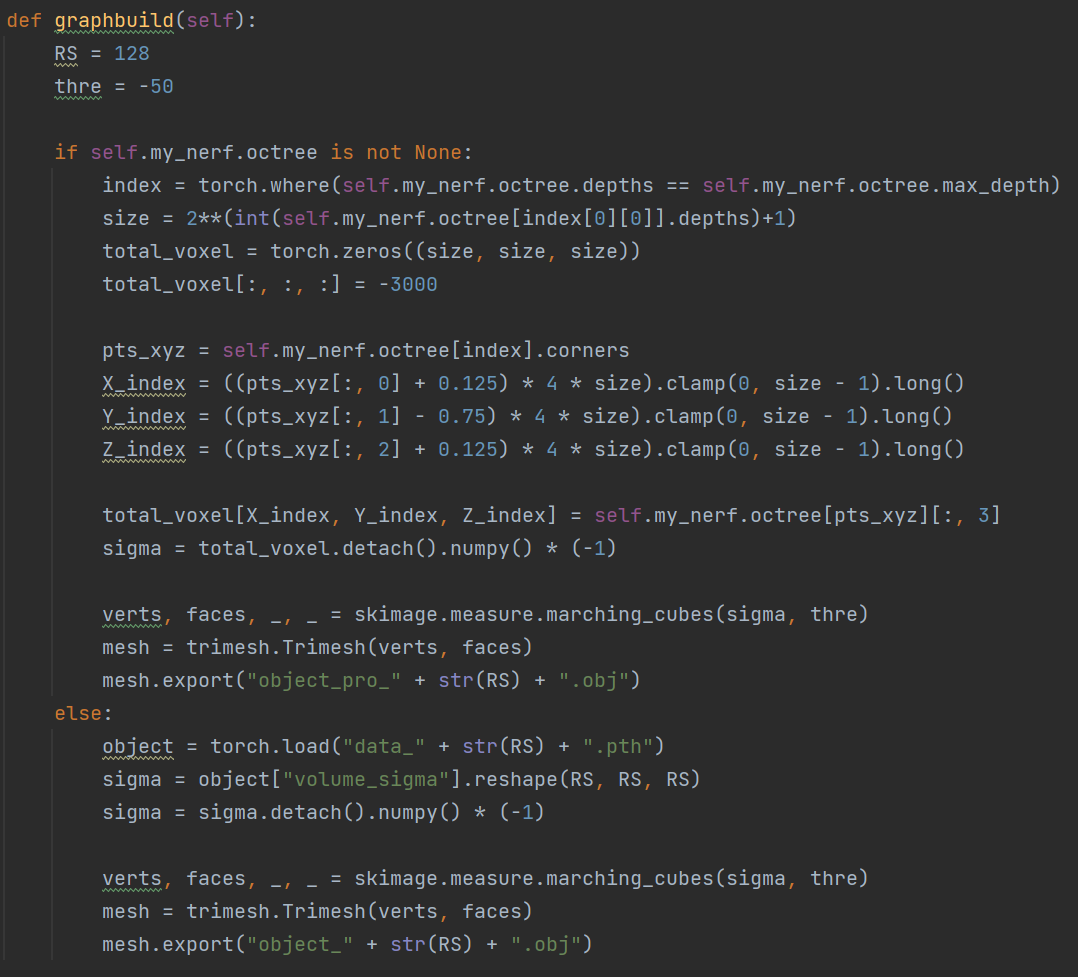 def graphbuild(self):
    RS = 128
    thre = -50

    if self.my_nerf.octree is not None:
        index = torch.where(self.my_nerf.octree.depths == self.my_nerf.octree.max_depth)
        size = 2**(int(self.my_nerf.octree[index[0][0]].depths)+1)
        total_voxel = torch.zeros((size, size, size))
        total_voxel[:, :, :] = -3000

        pts_xyz = self.my_nerf.octree[index].corners
        X_index = ((pts_xyz[:, 0] + 0.125) * 4 * size).clamp(0, size - 1).long()
        Y_index = ((pts_xyz[:, 1] - 0.75) * 4 * size).clamp(0, size - 1).long()
        Z_index = ((pts_xyz[:, 2] + 0.125) * 4 * size).clamp(0, size - 1).long()

        total_voxel[X_index, Y_index, Z_index] = self.my_nerf.octree[pts_xyz][:, 3]
        sigma = total_voxel.detach().numpy() * (-1)

        verts, faces, _, _ = skimage.measure.marching_cubes(sigma, thre)
        mesh = trimesh.Trimesh(verts, faces)
        mesh.export("object_pro_" + str(RS) + ".obj")
    else:
        object = torch.load("data_" + str(RS) + ".pth")
        sigma = object["volume_sigma"].reshape(RS, RS, RS)
        sigma = sigma.detach().numpy() * (-1)

        verts, faces, _, _ = skimage.measure.marching_cubes(sigma, thre)
        mesh = trimesh.Trimesh(verts, faces)
        mesh.export("object_" + str(RS) + ".obj")